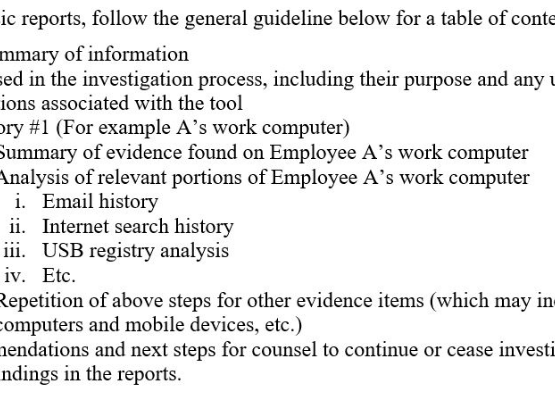 ic reports, follow the general guideline below for a table of conte
mmary of information
sed in the investigation process, including their purpose and any u
ions associated with the tool
ory #1 (For example A's work computer)
Summary of evidence found on Employee A's work computer
Analysis of relevant portions of Employee A's work computer
i. Email history
ii. Internet search history
iii. USB registry analysis
iv. Etc.
Repetition of above steps for other evidence items (which may in
computers and mobile devices, etc.)
nendations and next steps for counsel to continue or cease investi
ndings in the reports.